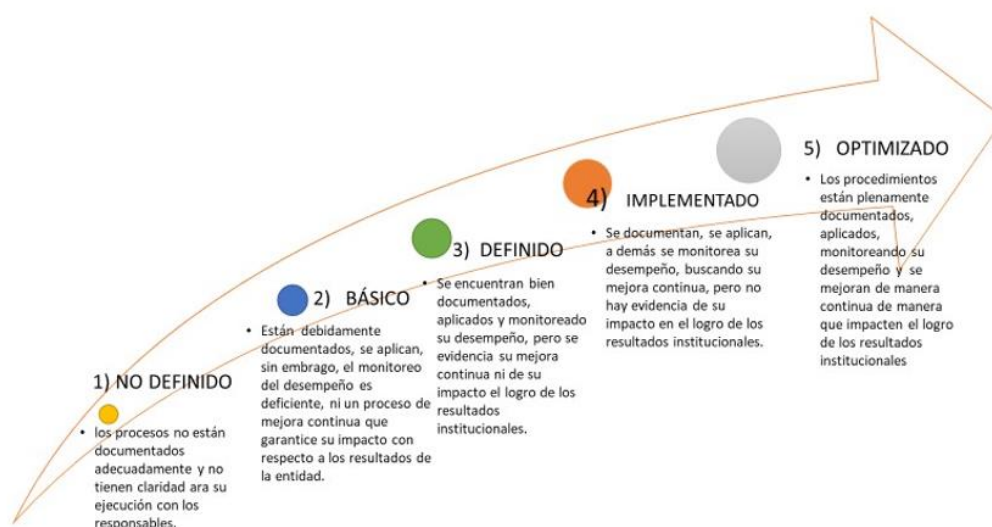 1) NO DEFINIDO
• los procesos no están
documentados
adecuadamente y no
tienen claridad ara su
ejecución con los
responsables.
2) BÁSICO
• Están debidamente
documentados, se aplican,
sin embrago, el monitoreo
del desempeño es
deficiente, ni un proceso de
mejora continua que
garantice su impacto con
respecto a los resultados de
la entidad.
3) DEFINIDO
• Se encuentran bien
documentados,
aplicados y monitoreado
su desempeño, pero se
evidencia su mejora
continua ni de su
impacto el logro de los
resultados
institucionales.
4) IMPLEMENTADO
• Se documentan, se aplican,
a demás se monitorea su
desempeño, buscando su
mejora continua, pero no
hay evidencia de su
impacto en el logro de los
resultados institucionales.
5) OPTIMIZADO
• Los procedimientos
están plenamente
documentados,
aplicados,
monitoreando su
desempeño y se
mejoran de manera
continua de manera
que impacten el logro
de los resultados
institucionales